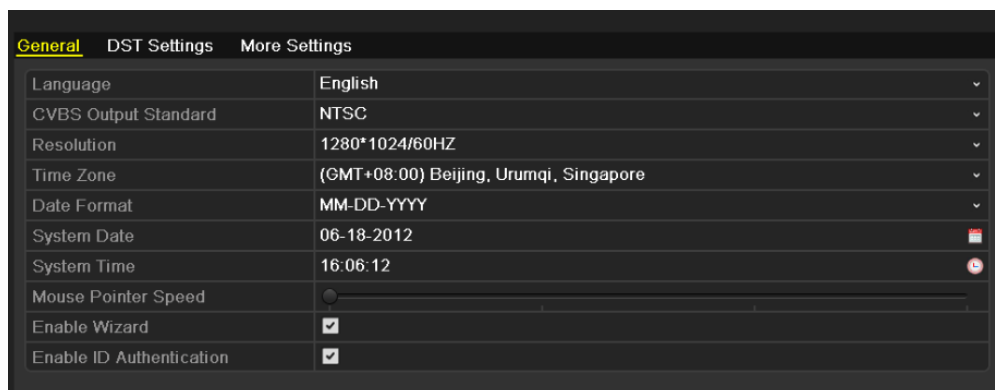 General DST Settings More Settings
Language English
CVBS Output Standard NTSC
Resolution 1280*1024/60HZ
Time Zone (GMT+08:00) Beijing, Urumqi, Singapore
Date Format MM-DD-YYYY
System Date 06-18-2012
System Time 16:06:12
Mouse Pointer Speed
Enable Wizard
Enable ID Authentication